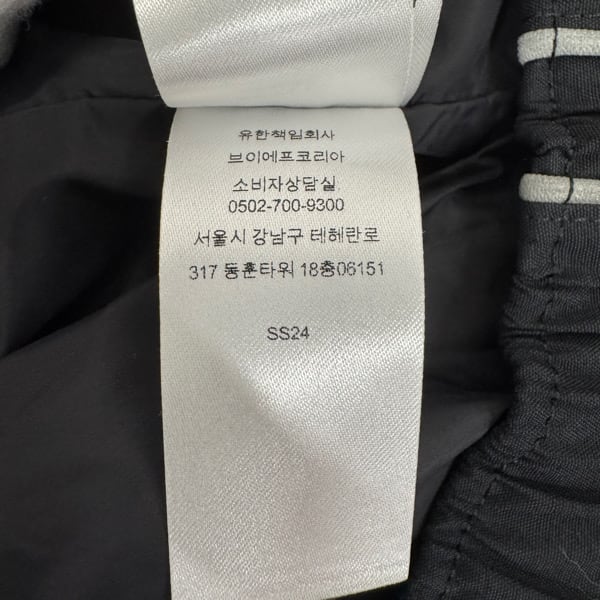 유한책임회사
브이에프코리아
소비자상담실:
0502-700-9300
서울시 강남구 테헤란로
317 동훈타워 18층06151
SS24